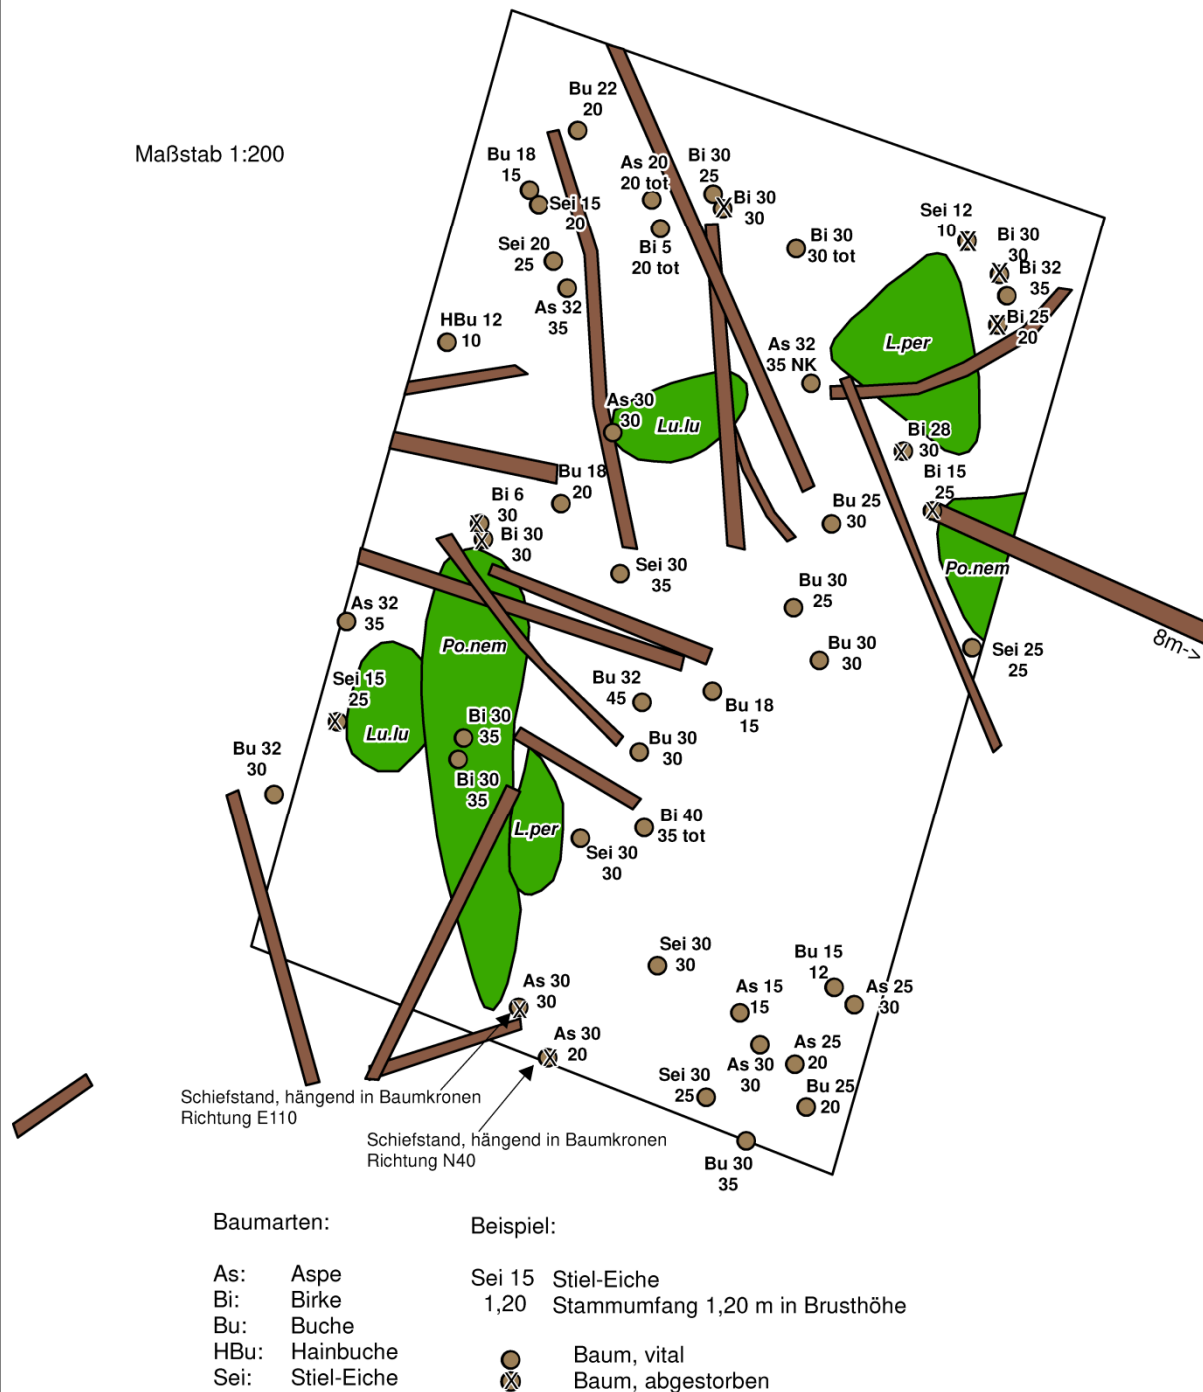 Maßstab 1:200
Bu 22
20
Bu 18
15
Sei 15
20
As 20
20 tot
Bi 30
25
Bi 30
30
Bi 5
20 tot
Bi 30
30 tot
Sei 12
10
Bi 30
30
Bi 32
35
Bi 25
20
Sei 20
25
As 32
35
HBu 12
10
L.per
As 32
35 NK
As 30
30
Lu.lu
Bi 28
30
Bi 15
25
Bu 18
20
Bi 6
30
Bi 30
30
Bu 25
30
Sei 30
35
Po.nem
Bu 30
25
As 32
35
Po.nem
8m->
Sei 25
25
Bu 30
30
Sei 15
25
Bu 32
45
Bu 18
15
Lu.lu
Bi 30
35
Bu 32
30
Bu 30
30
Bi 30
35
L.per
Bi 40
35 tot
Sei 30
30
Sei 30
30
Bu 15
12
As 30
30
As 15
15
As 25
30
As 30
20
As 30
30
As 25
20
Sei 30
25
Bu 25
20
Schiefstand, hängend in Baumkronen
Richtung E110
Schiefstand, hängend in Baumkronen
Richtung N40
Bu 30
35
Baumarten:
As: Aspe
Bi: Birke
Bu: Buche
HBu: Hainbuche
Sei: Stiel-Eiche
Beispiel:
Sei 15 Stiel-Eiche
1,20 Stammumfang 1,20 m in Brusthöhe
Baum, vital
Baum, abgestorben